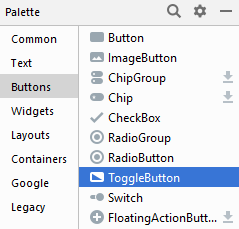 Palette
Common
Text
Buttons
Widgets
Layouts
Containers
Google
Legacy
Button
ImageButton
ChipGroup
Chip
CheckBox
RadioGroup
RadioButton
ToggleButton
Switch
FloatingActionButt...